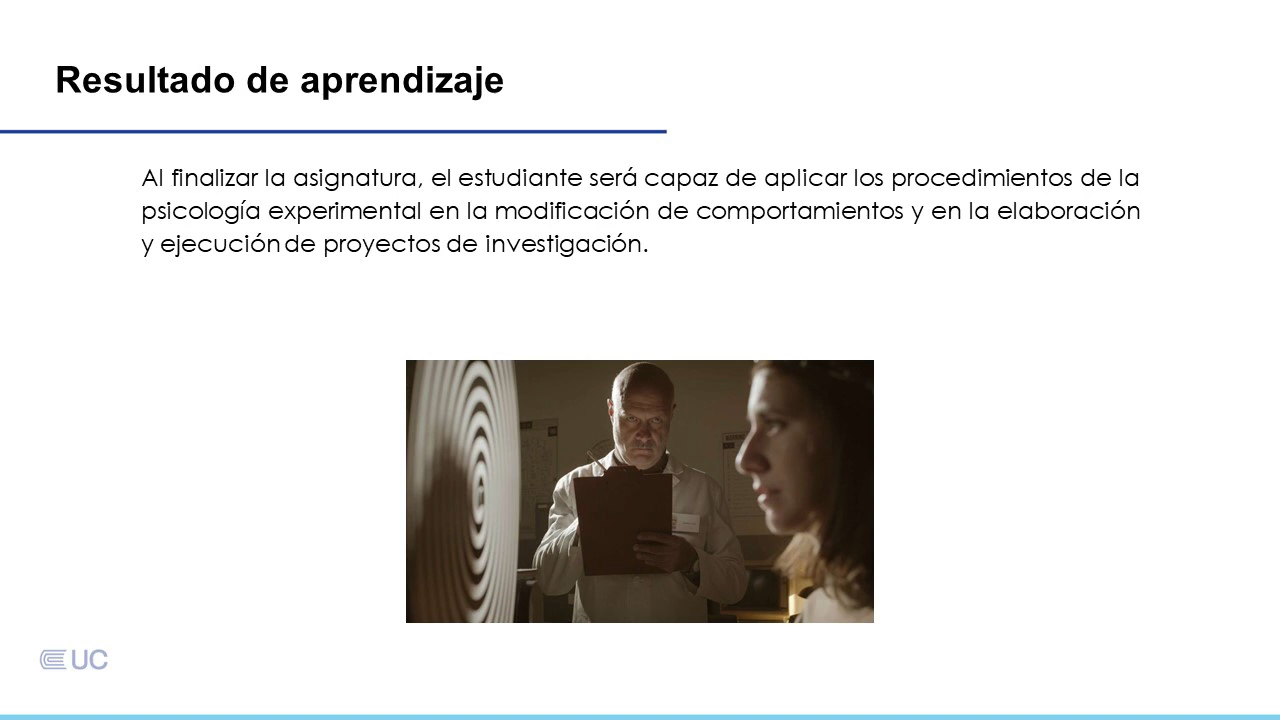 Resultado de aprendizaje
Al finalizar la asignatura, el estudiante será capaz de aplicar los procedimientos de la
psicología experimental en la modificación de comportamientos y en la elaboración
y ejecución de proyectos de investigación.
UC